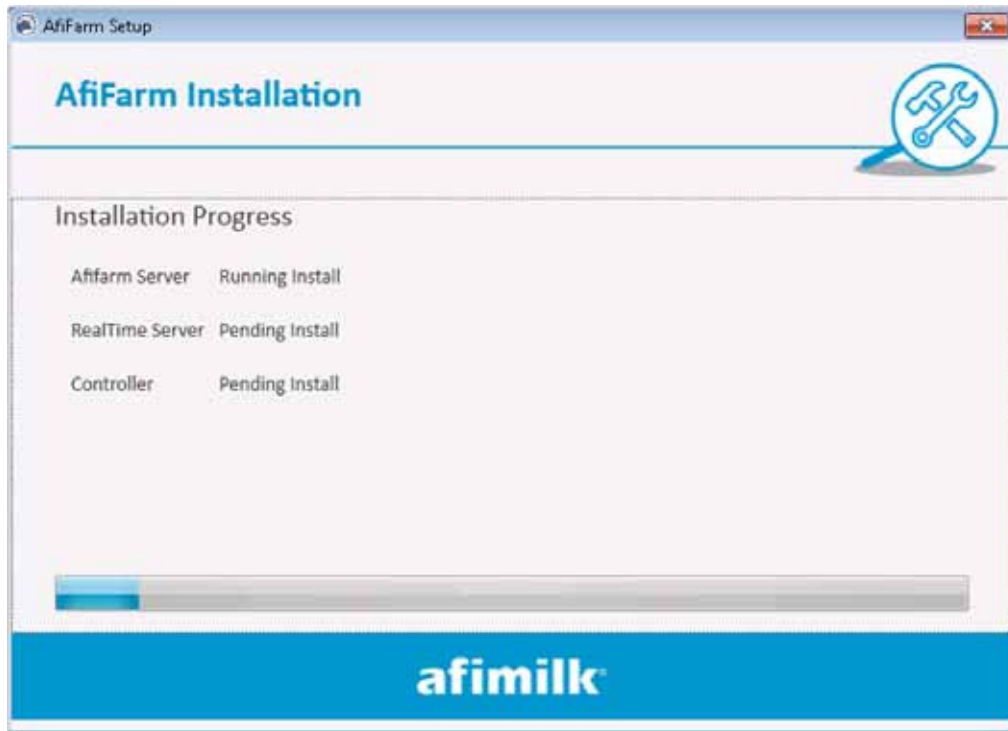 AfiFarm Setup
AfiFarm Installation
Installation Progress
Afifarm Server Running Install
RealTime Server Pending Install
Controller Pending Install
afimilk